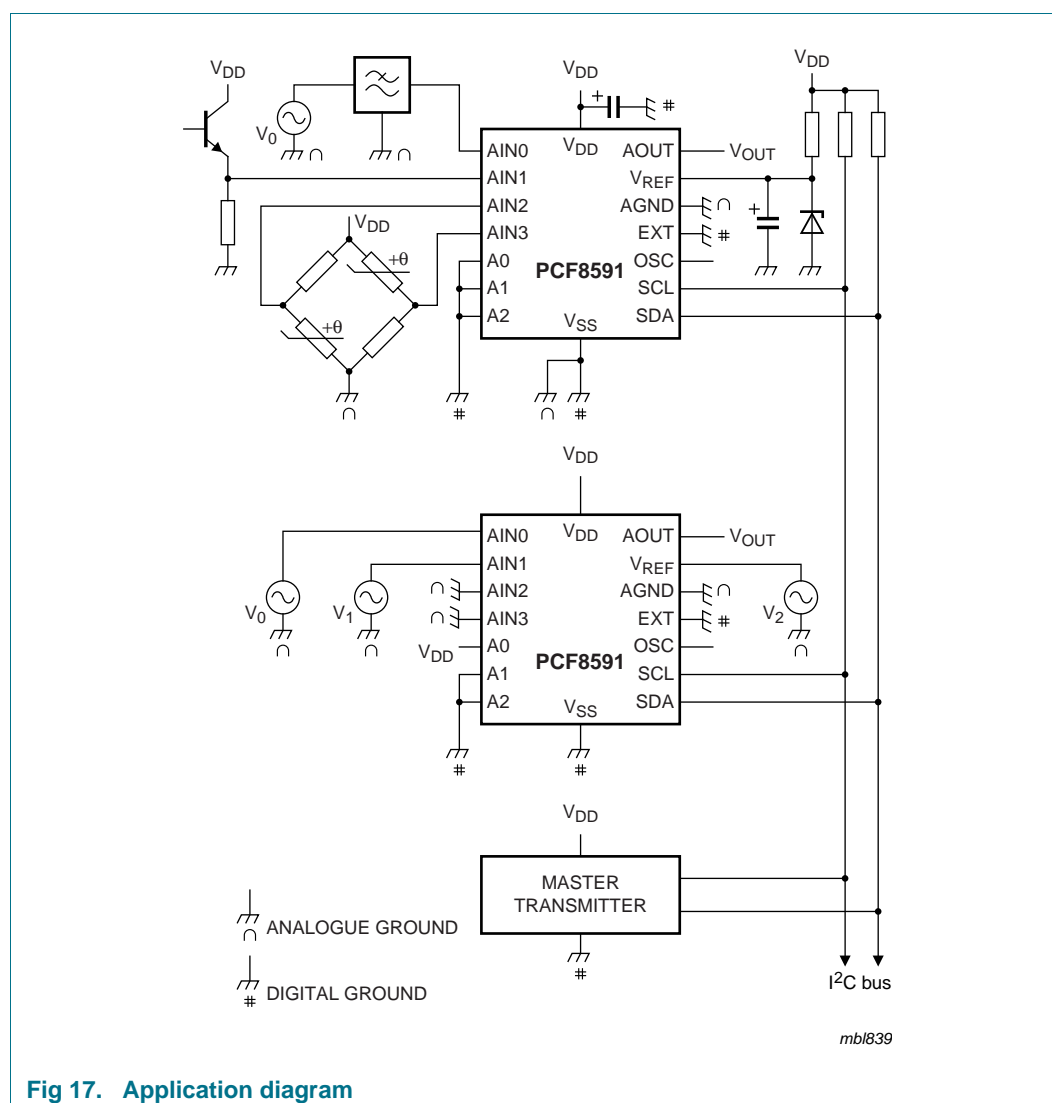 VDD
VDD
VDD
V0
AIN0
AIN1
AIN2
AIN3
A0
A1
A2
VDD
PCF8591
VSS
AOUT
VREF
AGND
EXT
OSC
SCL
SDA
VOUT
VDD
+θ
+θ
+
+
#
#
#
#
VDD
AIN0
AIN1
AIN2
AIN3
A0
A1
A2
VDD
PCF8591
VSS
AOUT
VREF
AGND
EXT
OSC
SCL
SDA
VOUT
V0
V1
VDD
V2
#
#
#
VDD
MASTER
TRANSMITTER
#
ANALOGUE GROUND
# DIGITAL GROUND
I2C bus
mbl839
Fig 17. Application diagram